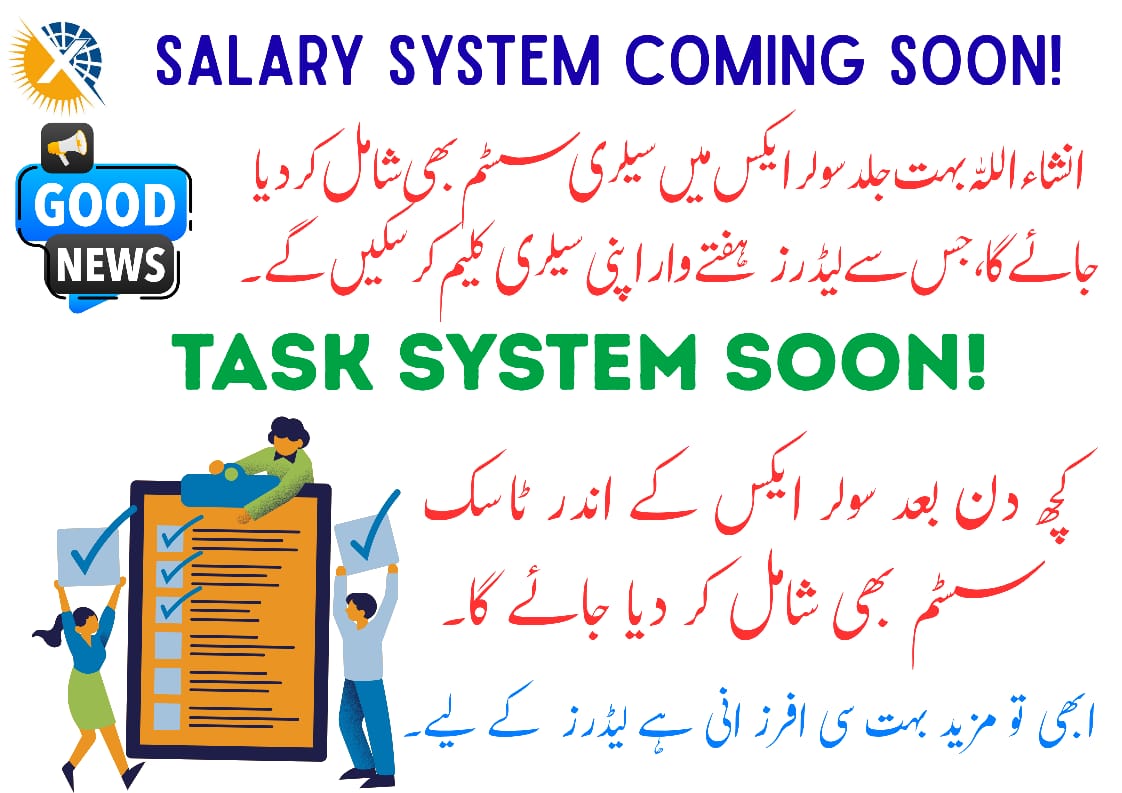 SALARY SYSTEM COMING SOON!
GOOD
NEWS
انشاء اللہ بہت جلد سولر ایکس میں سیلری سسٹم بھی شامل کر دیا
جائے گا، جس سے لیڈرز ہفتے وار اپنی سیلری کلیم کر سکیں گے۔
TASK SYSTEM SOON!
کچھ دن بعد سولر ایکس کے اندر ٹاسک
سسٹم بھی شامل کر دیا جائے گا۔
ابھی تو مزید بہت سی افرز انی ہے لیڈرز کے لیے۔